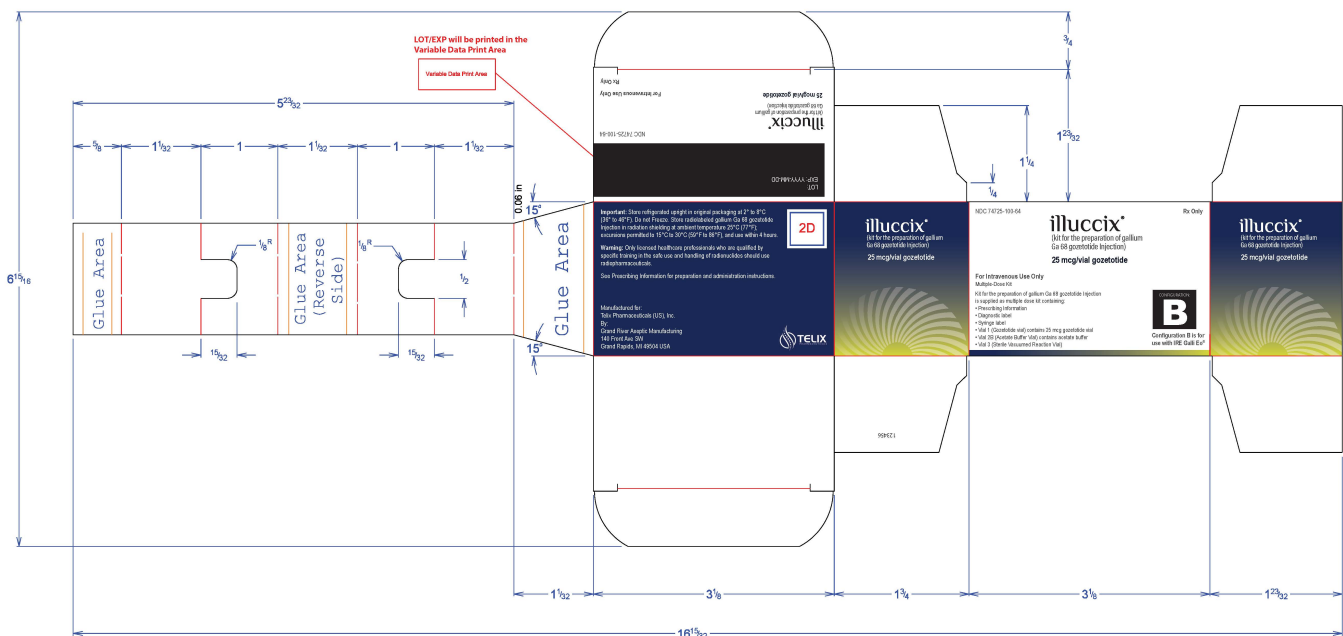 LOT/EXP will be printed in the
Variable Data Print Area
Variable Data Print Area
5 23/32
5/8
1 1/32
1
1 1/32
1
1 1/32
0.06 in
15°
15°
1/8 R
1/8 R
1/2
15/32
15/32
6 15/16
Glue Area
Glue Area
(Reverse
Side)
Glue Area
Rx Only
For Intravenous Use Only
25 mcg/vial gozetotide
Ga 68 gozetotide injection)
(kit for the preparation of gallium
illuccix®
NDC 74725-100-64
EXP: YYYY-MM-DD
LOT:
Important: Store refrigerated upright in original packaging at 2° to 8°C
(36° to 46°F). Do not Freeze. Store radiolabeled gallium Ga 68 gozetotide
Injection in radiation shielding at ambient temperature 25°C (77°F);
excursions permitted to 15°C to 30°C (59°F to 86°F), and use within 4 hours.
Warning: Only licensed healthcare professionals who are qualified by
specific training in the safe use and handling of radionuclides should use
radiopharmaceuticals.
See Prescribing Information for preparation and administration instructions.
Manufactured for:
Telix Pharmaceuticals (US), Inc.
By:
Grand River Aseptic Manufacturing
140 Front Ave SW
Grand Rapids, MI 49504 USA
2D
TELIX
illuccix®
(kit for the preparation of gallium
Ga 68 gozetotide injection)
25 mcg/vial gozetotide
123456
NDC 74725-100-64
Rx Only
illuccix®
(kit for the preparation of gallium
Ga 68 gozetotide Injection)
25 mcg/vial gozetotide
For Intravenous Use Only
Multiple-Dose Kit
Kit for the preparation of gallium Ga 68 gozetotide Injection
is supplied as multiple dose kit containing:
• Prescribing Information
• Diagnostic label
• Syringe label
• Vial 1 (Gozetotide vial) contains 25 mcg gozetotide vial
• Vial 2B (Acetate Buffer Vial) contains acetate buffer
• Vial 3 (Sterile Vacuumed Reaction Vial)
CONFIGURATION
B
Configuration B is for
use with IRE Galli Eo®
illuccix®
(kit for the preparation of gallium
Ga 68 gozetotide injection)
25 mcg/vial gozetotide
3/4
1 23/32
1 1/4
1/4
1 1/32
3 1/8
1 3/4
3 1/8
1 23/32
16 15/32